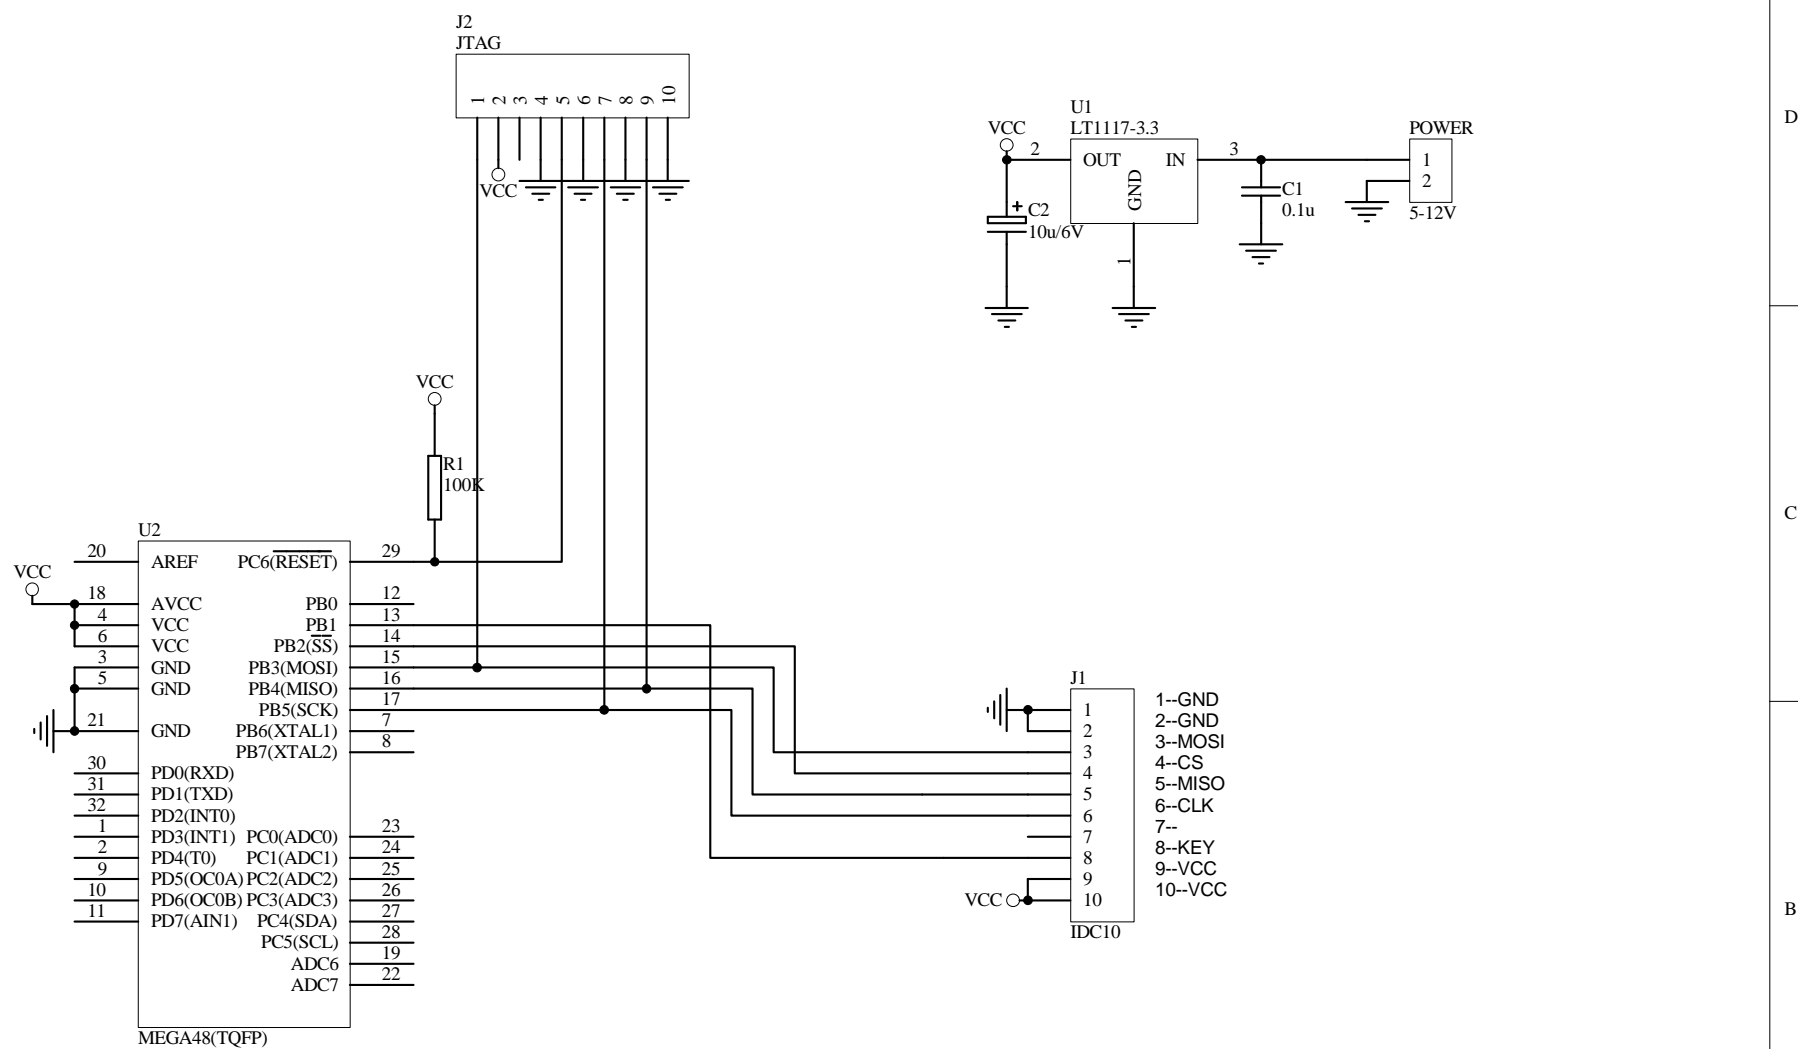 J2
JTAG
1 2 3 4 5 6 7 8 9 10
VCC
U1
LT1117-3.3
VCC
2 OUT IN 3
GND
1
+ C2
10u/6V
C1
0.1u
POWER
1
2
5-12V
D
C
B
VCC
R1
100K
U2
VCC
20 AREF PC6(RESET) 29
18 AVCC PB0 12
4 VCC PB1 13
6 VCC PB2(SS) 14
3 GND PB3(MOSI) 15
5 GND PB4(MISO) 16
PB5(SCK) 17
21 GND PB6(XTAL1) 7
PB7(XTAL2) 8
30 PD0(RXD)
31 PD1(TXD)
32 PD2(INT0)
1 PD3(INT1) PC0(ADC0) 23
2 PD4(T0) PC1(ADC1) 24
9 PD5(OC0A) PC2(ADC2) 25
10 PD6(OC0B) PC3(ADC3) 26
11 PD7(AIN1) PC4(SDA) 27
PC5(SCL) 28
ADC6 19
ADC7 22
MEGA48(TQFP)
J1
1 1--GND
2 2--GND
3 3--MOSI
4 4--CS
5 5--MISO
6 6--CLK
7 7--
8 8--KEY
9 9--VCC
VCC 10 10--VCC
IDC10